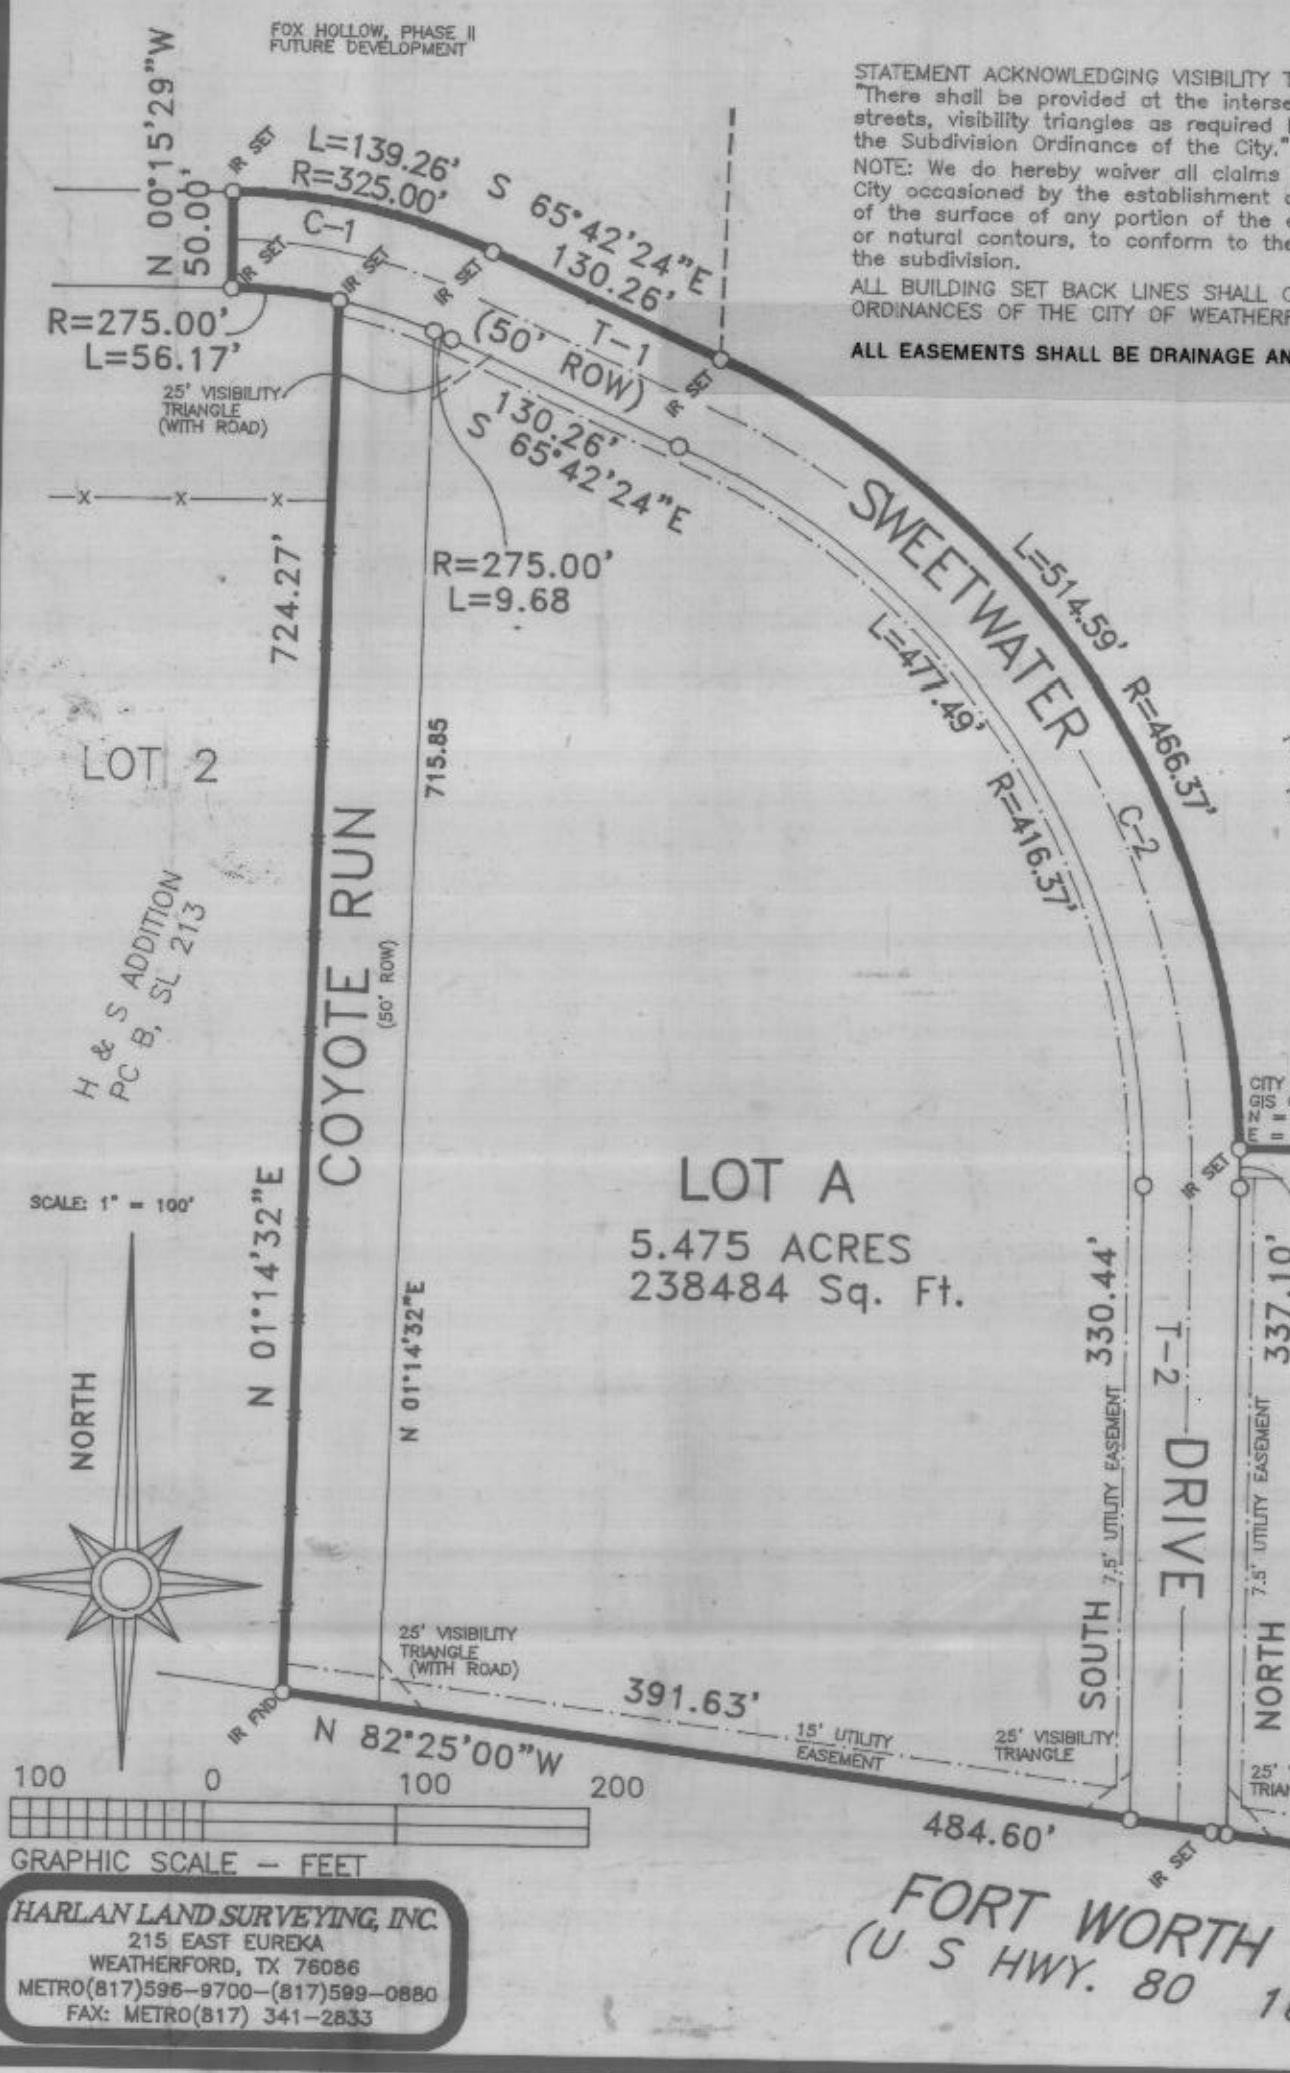 FOX HOLLOW, PHASE II
FUTURE DEVELOPMENT
N 00°15'29"W
50.00'
IR SET
L=139.26'
R=325.00'
C-1
S 65°42'24"E
130.26'
T-1
(50' ROW)
IR SET
IR SET
IR SET
IR SET
R=275.00'
L=56.17'
25' VISIBILITY
TRIANGLE
(WITH ROAD)
130.26'
S 65°42'24"E
R=275.00'
L=9.68
STATEMENT ACKNOWLEDGING VISIBILITY
"There shall be provided at the
streets, visibility triangles as required
the Subdivision Ordinance of the City."
NOTE: We do hereby waiver all claims
City occasioned by the establishment
of the surface of any portion of the
or natural contours, to conform to the
the subdivision.
ALL BUILDING SET BACK LINES SHALL
ORDINANCES OF THE CITY OF
ALL EASEMENTS SHALL BE DRAINAGE
SWEETWATER
L=514.59'
R=466.37'
L=477.49'
R=416.37'
C-2
724.27'
715.85
LOT 2
H & S ADDITION
PC B, SL 213
COYOTE RUN
(50' ROW)
N 01°14'32"E
N 01°14'32"E
CITY
GIS
N =
E =
IR SET
LOT A
5.475 ACRES
238484 Sq. Ft.
SCALE: 1" = 100'
NORTH
SOUTH 7.5' UTILITY EASEMENT 330.44'
T-2
DRIVE
NORTH 7.5' UTILITY EASEMENT 337.10'
25' VISIBILITY
TRIANGLE
(WITH ROAD)
391.63'
15' UTILITY
EASEMENT
25' VISIBILITY
TRIANGLE
25'
IR FND
N 82°25'00"W
484.60'
IR SET
100 0 100 200
GRAPHIC SCALE - FEET
FORT WORTH
(U S HWY. 80
HARLAN LAND SURVEYING, INC.
215 EAST EUREKA
WEATHERFORD, TX 76086
METRO(817)596-9700-(817)599-0880
FAX: METRO(817) 341-2833